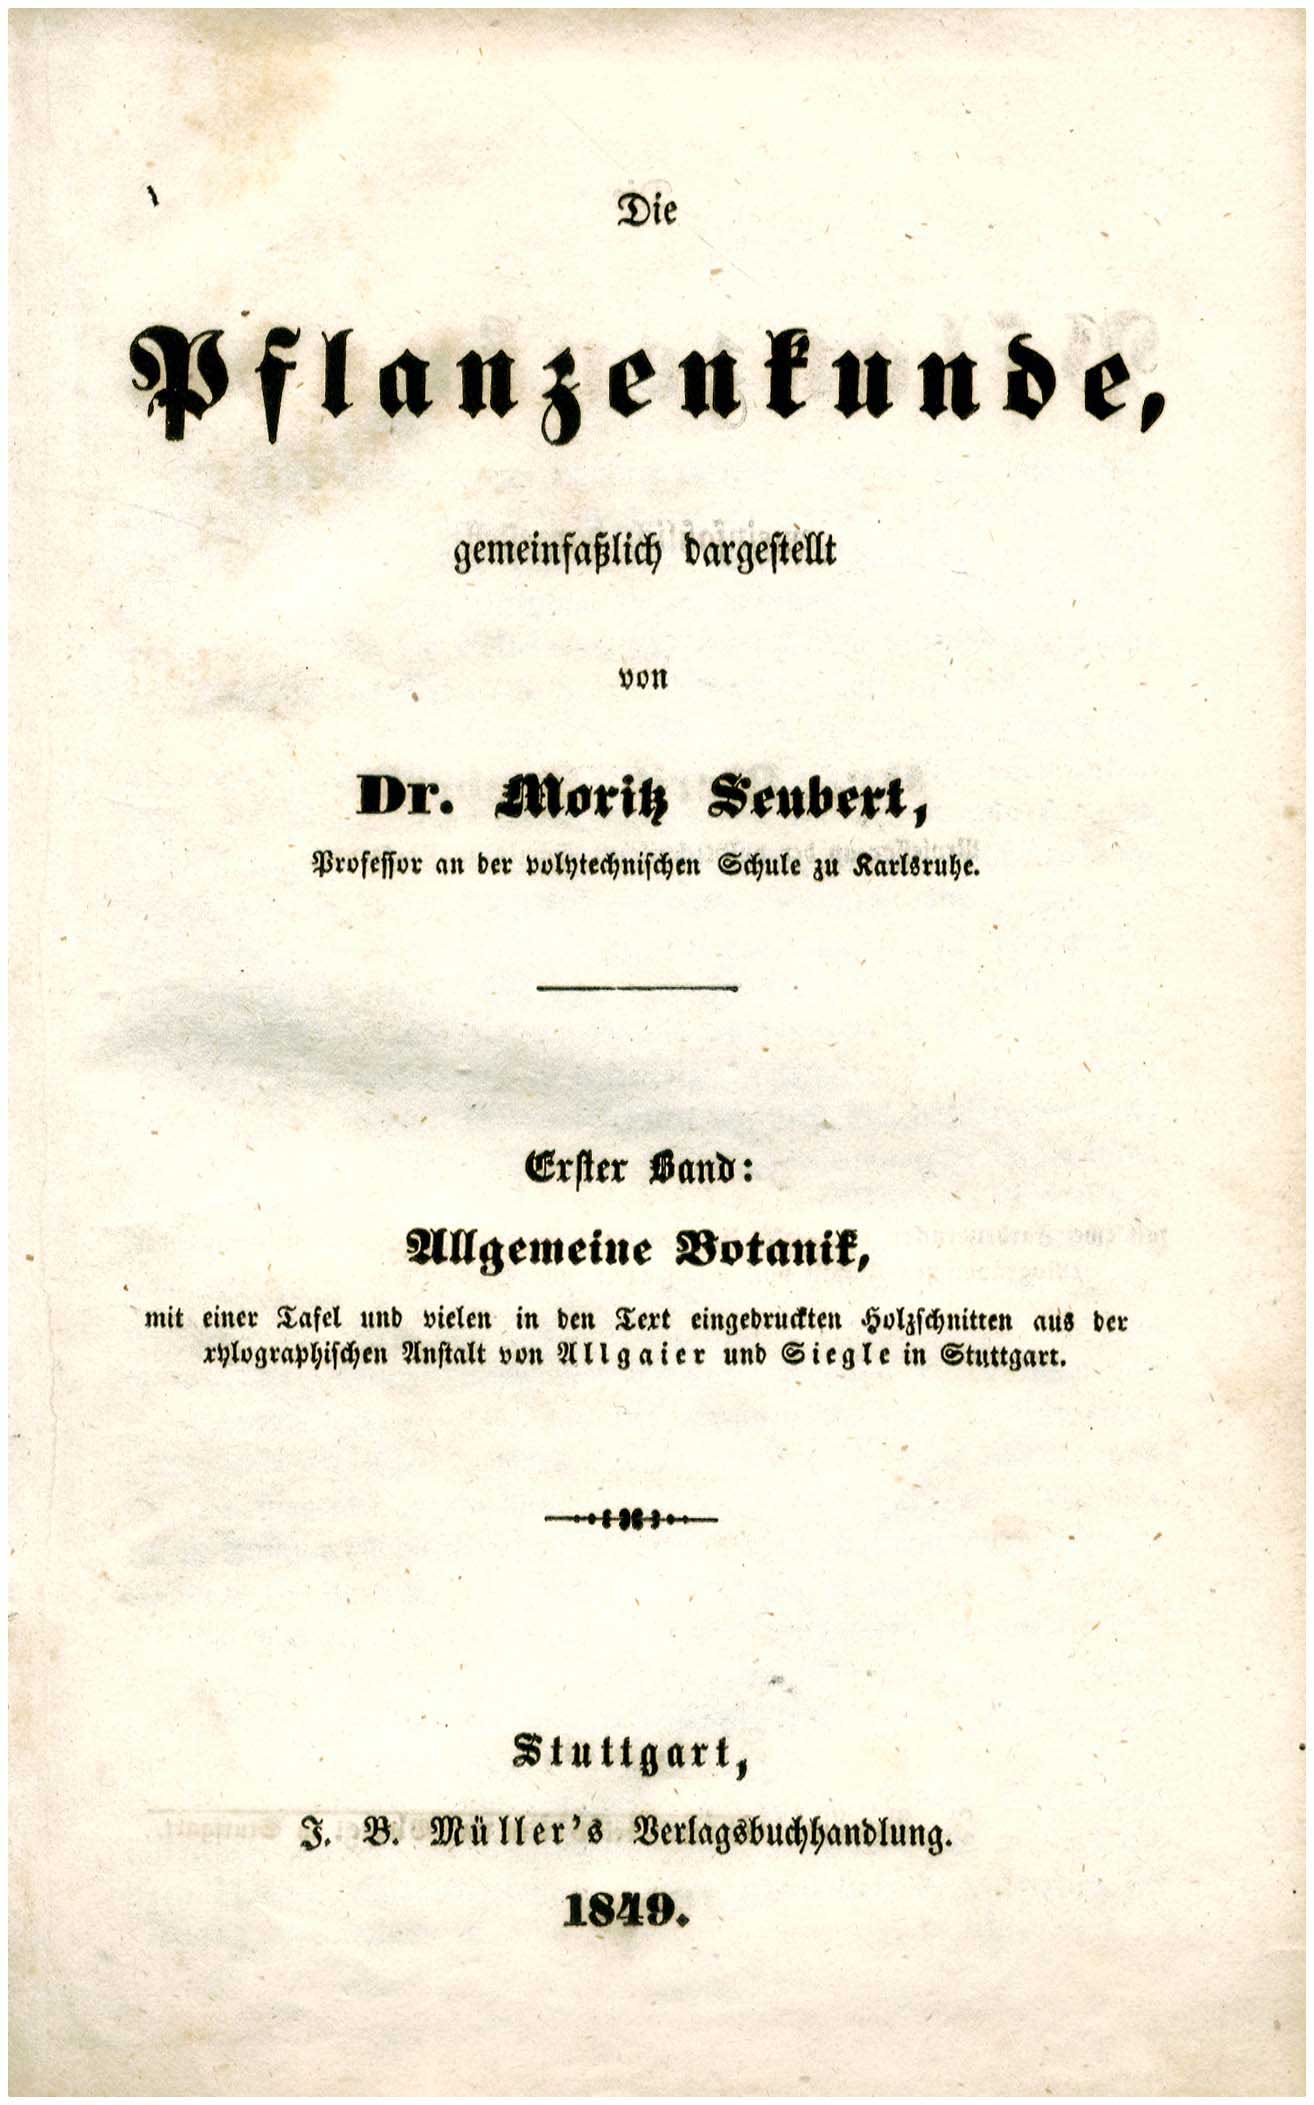 Die
Pflanzenkunde,
gemeinfaßlich dargestellt
von
Dr. Moritz Seubert,
Professor an der polytechnischen Schule zu Karlsruhe.
Erster Band:
Allgemeine Botanik,
mit einer Tafel und vielen in den Text eingedruckten Holzschnitten aus der
xylographischen Anstalt von Allgaier und Siegle in Stuttgart.
Stuttgart,
J. B. Müller's Verlagsbuchhandlung.
1849.